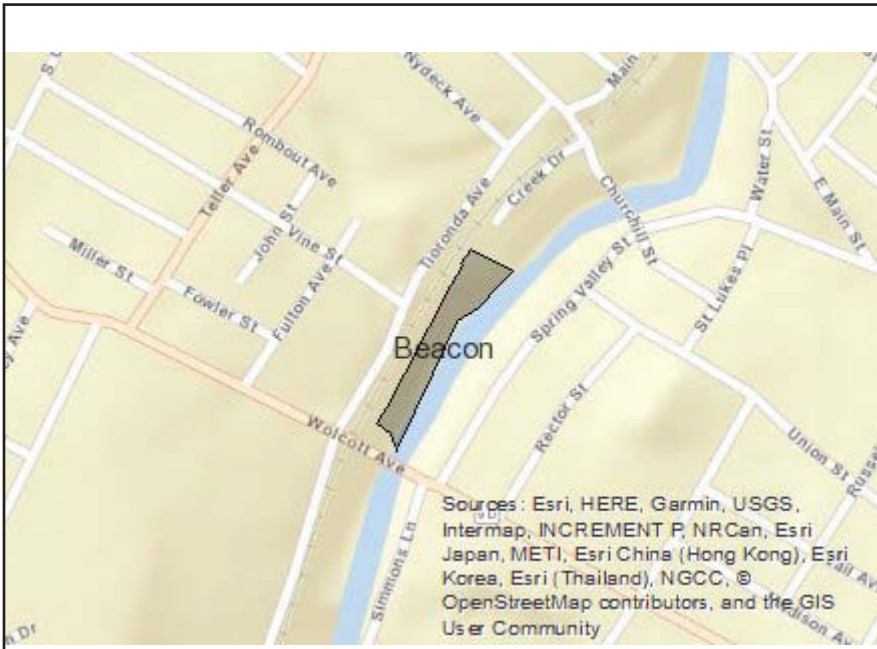 Nydeck Ave
Main
Rombout Ave
Teller Ave
John St
Vine St
Miller St
Fowler St
Fulton Ave
Tioronda Ave
Creek Dr
Churchill St
Water St
E Main St
St Lukes Pl
Spring Valley St
Beacon
Wolcott Ave
Rector St
Union St
Simmons Ln
Sources: Esri, HERE, Garmin, USGS,
Intermap, INCREMENT P, NRCan, Esri
Japan, METI, Esri China (Hong Kong), Esri
Korea, Esri (Thailand), NGCC, ©
OpenStreetMap contributors, and the GIS
User Community